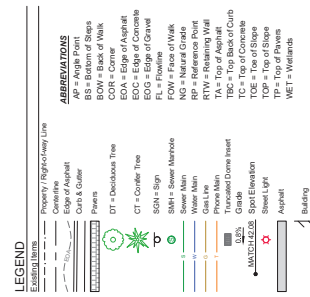 LEGEND
Existing Items
Property / Right-of-way Line
Centerline
EOA
Edge of Asphalt
Curb & Gutter
Pavers
DT = Deciduous Tree
CT = Conifer Tree
SGN = Sign
SMH = Sewer Manhole
S
Sewer Main
W
Water Main
G
Gas Line
T
Phone Main
Truncated Dome Insert
0.8%
Grade
MATCH 42.08
Spot Elevation
Street Light
Asphalt
Building
ABBREVIATIONS
AP = Angle Point
BS = Bottom of Steps
BOW = Back of Walk
COR = Corner
EOA = Edge of Asphalt
EOC = Edge of Concrete
EOG = Edge of Gravel
FL = Flowline
FOW = Face of Walk
NG = Natural Grade
RP = Reference Point
RTW = Retaining Wall
TA = Top of Asphalt
TBC = Top Back of Curb
TC = Top of Concrete
TOE = Toe of Slope
TOP = Top of Slope
TP = Top of Pavers
WET = Wetlands